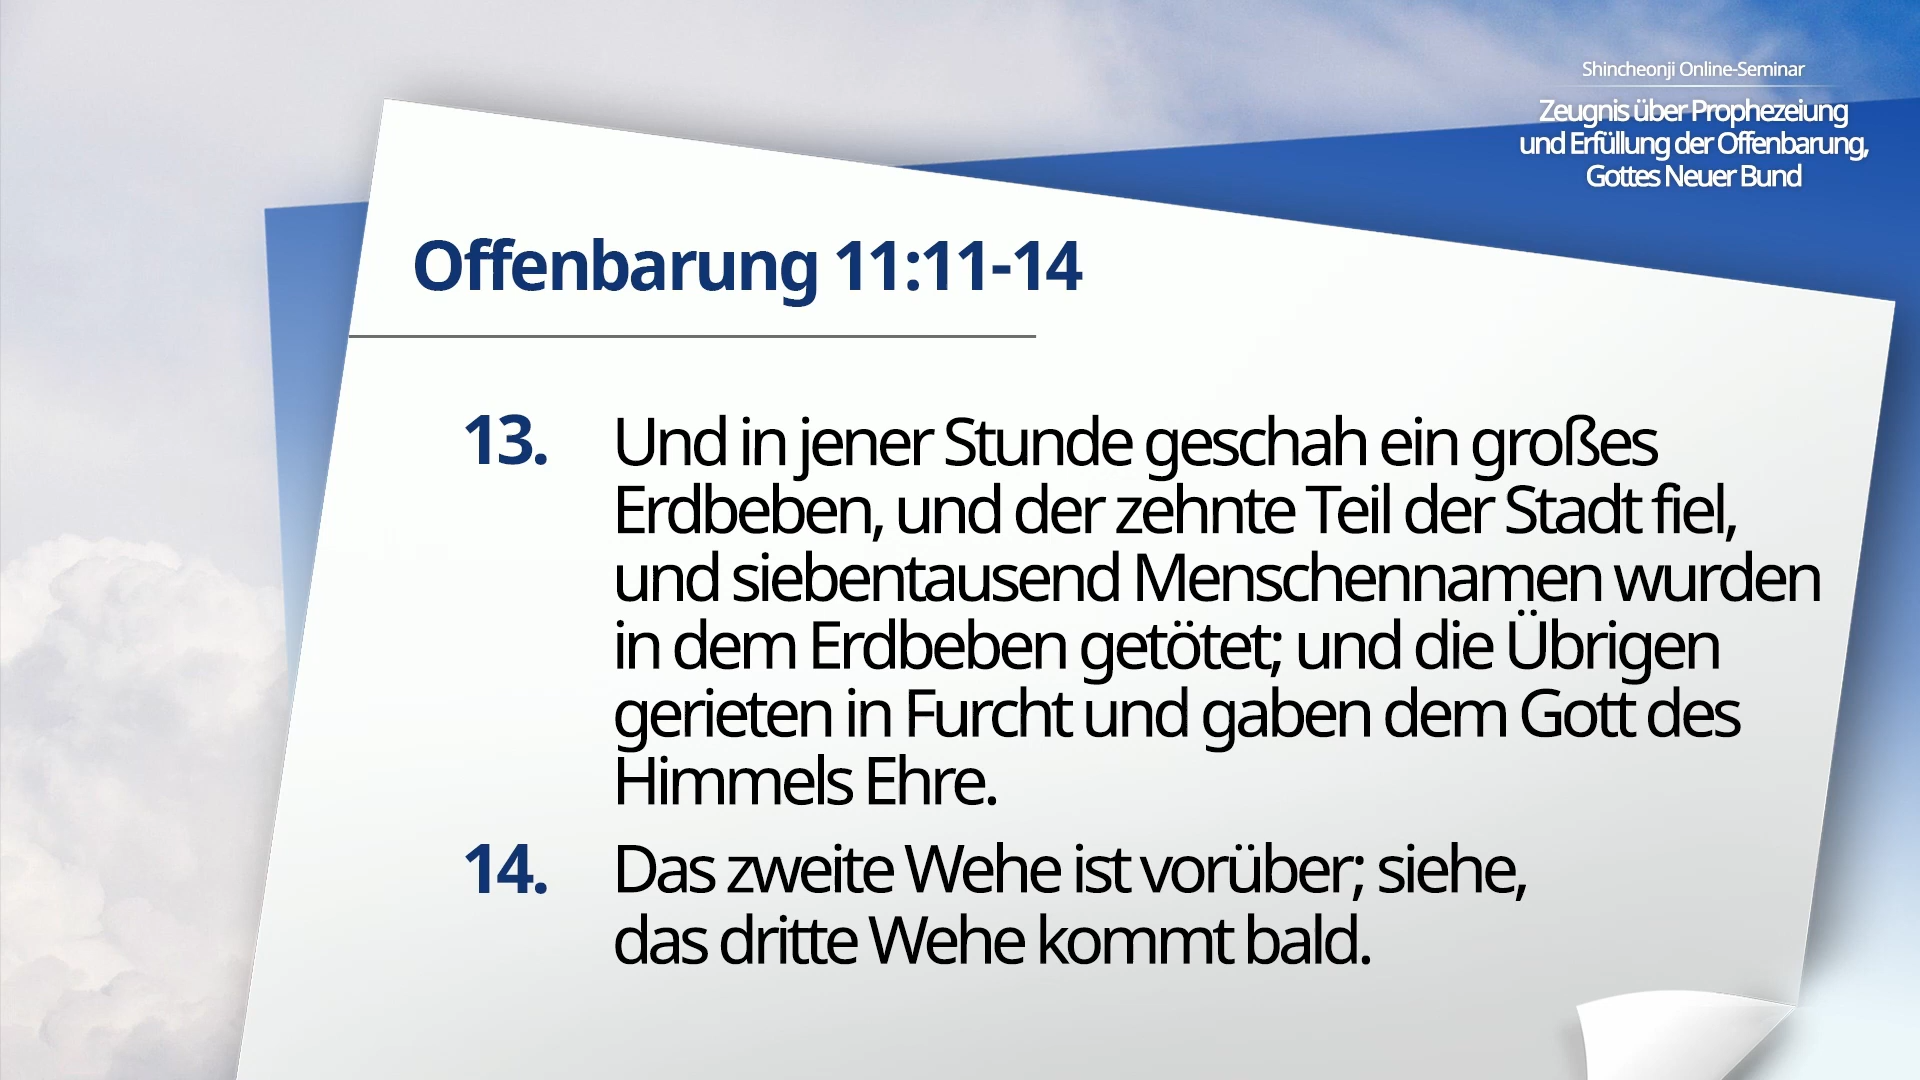 Shincheonji Online-Seminar
Zeugnis über Prophezeiung
und Erfüllung der Offenbarung,
Gottes Neuer Bund
Offenbarung 11:11-14
13. Und in jener Stunde geschah ein großes
Erdbeben, und der zehnte Teil der Stadt fiel,
und siebentausend Menschennamen wurden
in dem Erdbeben getötet; und die Übrigen
gerieten in Furcht und gaben dem Gott des
Himmels Ehre.
14. Das zweite Wehe ist vorüber; siehe,
das dritte Wehe kommt bald.